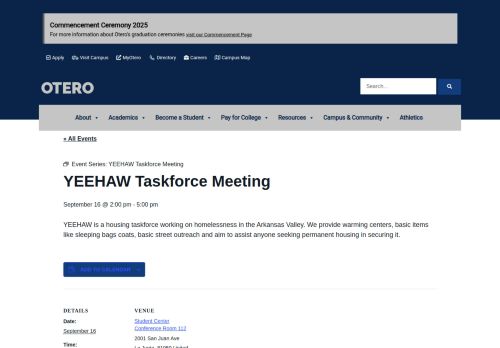 Commencement Ceremony 2025
For more information about Otero's graduation ceremonies visit our Commencement Page
Apply Visit Campus MyOtero Directory Careers Campus Map
OTERO
Search...
About Academics Become a Student Pay for College Resources Campus & Community Athletics
« All Events
Event Series: YEEHAW Taskforce Meeting
YEEHAW Taskforce Meeting
September 16 @ 2:00 pm - 5:00 pm
YEEHAW is a housing taskforce working on homelessness in the Arkansas Valley. We provide warming centers, basic items
like sleeping bags coats, basic street outreach and aim to assist anyone seeking permanent housing in securing it.
ADD TO CALENDAR
DETAILS
Date:
September 16
Time:
VENUE
Student Center
Conference Room 112
2001 San Juan Ave
La Junta, 81050 United